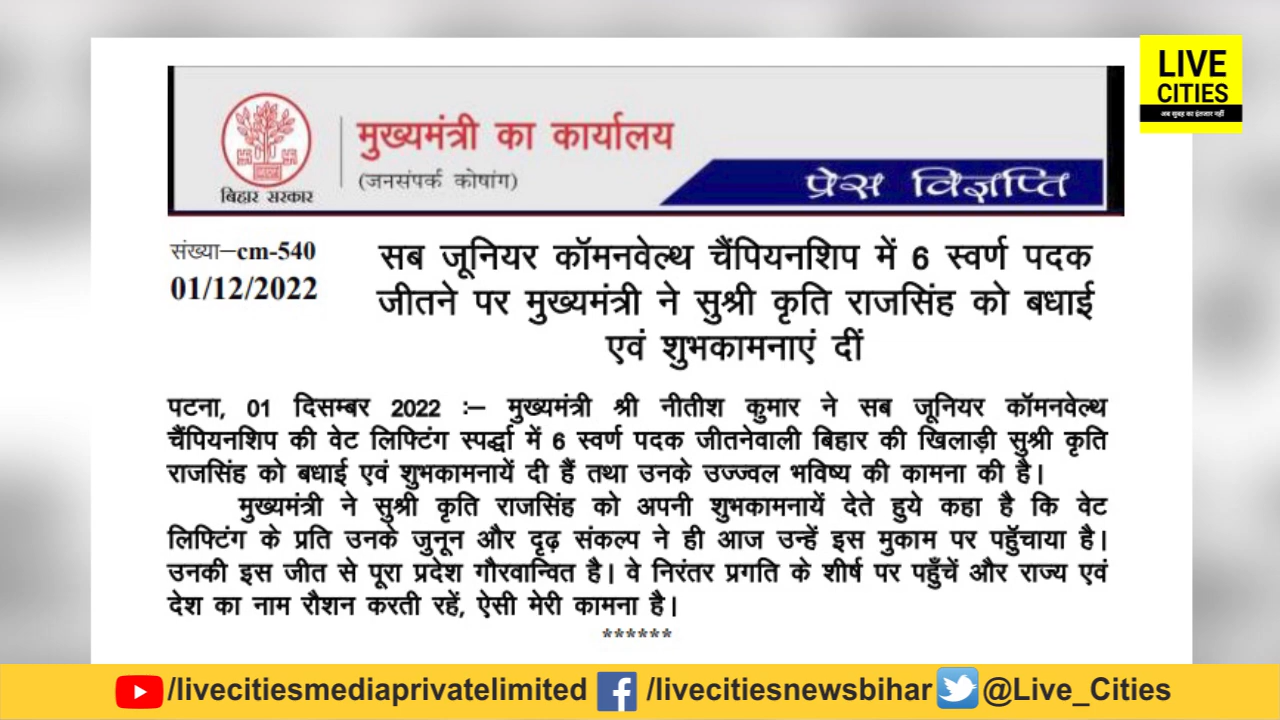 LIVE
CITIES
अब सुबह का इंतजार नहीं
मुख्यमंत्री का कार्यालय
(जनसंपर्क कोषांग)
बिहार सरकार
प्रेस विज्ञप्ति
संख्या–cm-540
01/12/2022
सब जूनियर कॉमनवेल्थ चैंपियनशिप में 6 स्वर्ण पदक
जीतने पर मुख्यमंत्री ने सुश्री कृति राजसिंह को बधाई
एवं शुभकामनाएं दीं
पटना, 01 दिसम्बर 2022 :– मुख्यमंत्री श्री नीतीश कुमार ने सब जूनियर कॉमनवेल्थ
चैंपियनशिप की वेट लिफ्टिंग स्पर्द्धा में 6 स्वर्ण पदक जीतनेवाली बिहार की खिलाड़ी सुश्री कृति
राजसिंह को बधाई एवं शुभकामनायें दी हैं तथा उनके उज्ज्वल भविष्य की कामना की है।
मुख्यमंत्री ने सुश्री कृति राजसिंह को अपनी शुभकामनायें देते हुये कहा है कि वेट
लिफ्टिंग के प्रति उनके जुनून और दृढ़ संकल्प ने ही आज उन्हें इस मुकाम पर पहुॅचाया है।
उनकी इस जीत से पूरा प्रदेश गौरवान्वित है। वे निरंतर प्रगति के शीर्ष पर पहुँचें और राज्य एवं
देश का नाम रौशन करती रहें, ऐसी मेरी कामना है।
******
/livecitiesmediaprivatelimited /livecitiesnewsbihar @Live_Cities